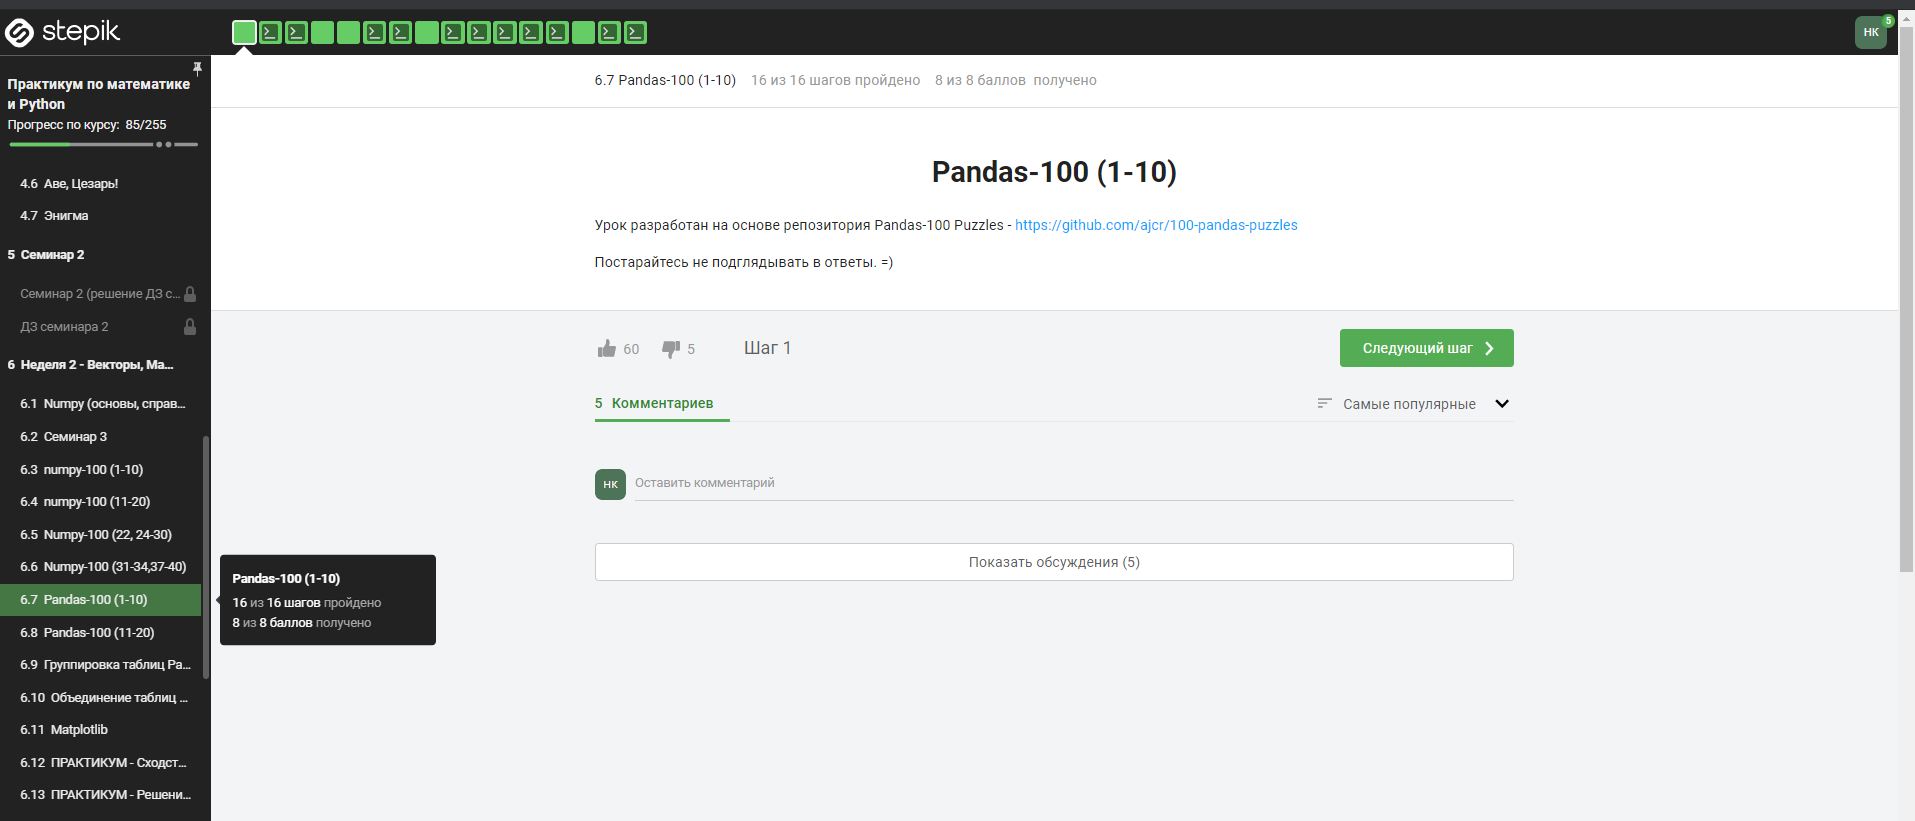 stepik
НК
5
Практикум по математике
и Python
Прогресс по курсу: 85/255
4.6 Аве, Цезарь!
4.7 Энигма
5 Семинар 2
Семинар 2 (решение ДЗ с...
ДЗ семинара 2
6 Неделя 2 - Векторы, Ма...
6.1 Numpy (основы, справ...
6.2 Семинар 3
6.3 numpy-100 (1-10)
6.4 numpy-100 (11-20)
6.5 Numpy-100 (22, 24-30)
6.6 Numpy-100 (31-34,37-40)
6.7 Pandas-100 (1-10)
6.8 Pandas-100 (11-20)
6.9 Группировка таблиц Pa...
6.10 Объединение таблиц ...
6.11 Matplotlib
6.12 ПРАКТИКУМ - Сходст...
6.13 ПРАКТИКУМ - Решени...
Pandas-100 (1-10)
16 из 16 шагов пройдено
8 из 8 баллов получено
6.7 Pandas-100 (1-10) 16 из 16 шагов пройдено 8 из 8 баллов получено
Pandas-100 (1-10)
Урок разработан на основе репозитория Pandas-100 Puzzles - https://github.com/ajcr/100-pandas-puzzles
Постарайтесь не подглядывать в ответы. =)
60 5 Шаг 1 Следующий шаг
5 Комментариев Самые популярные
НК Оставить комментарий
Показать обсуждения (5)